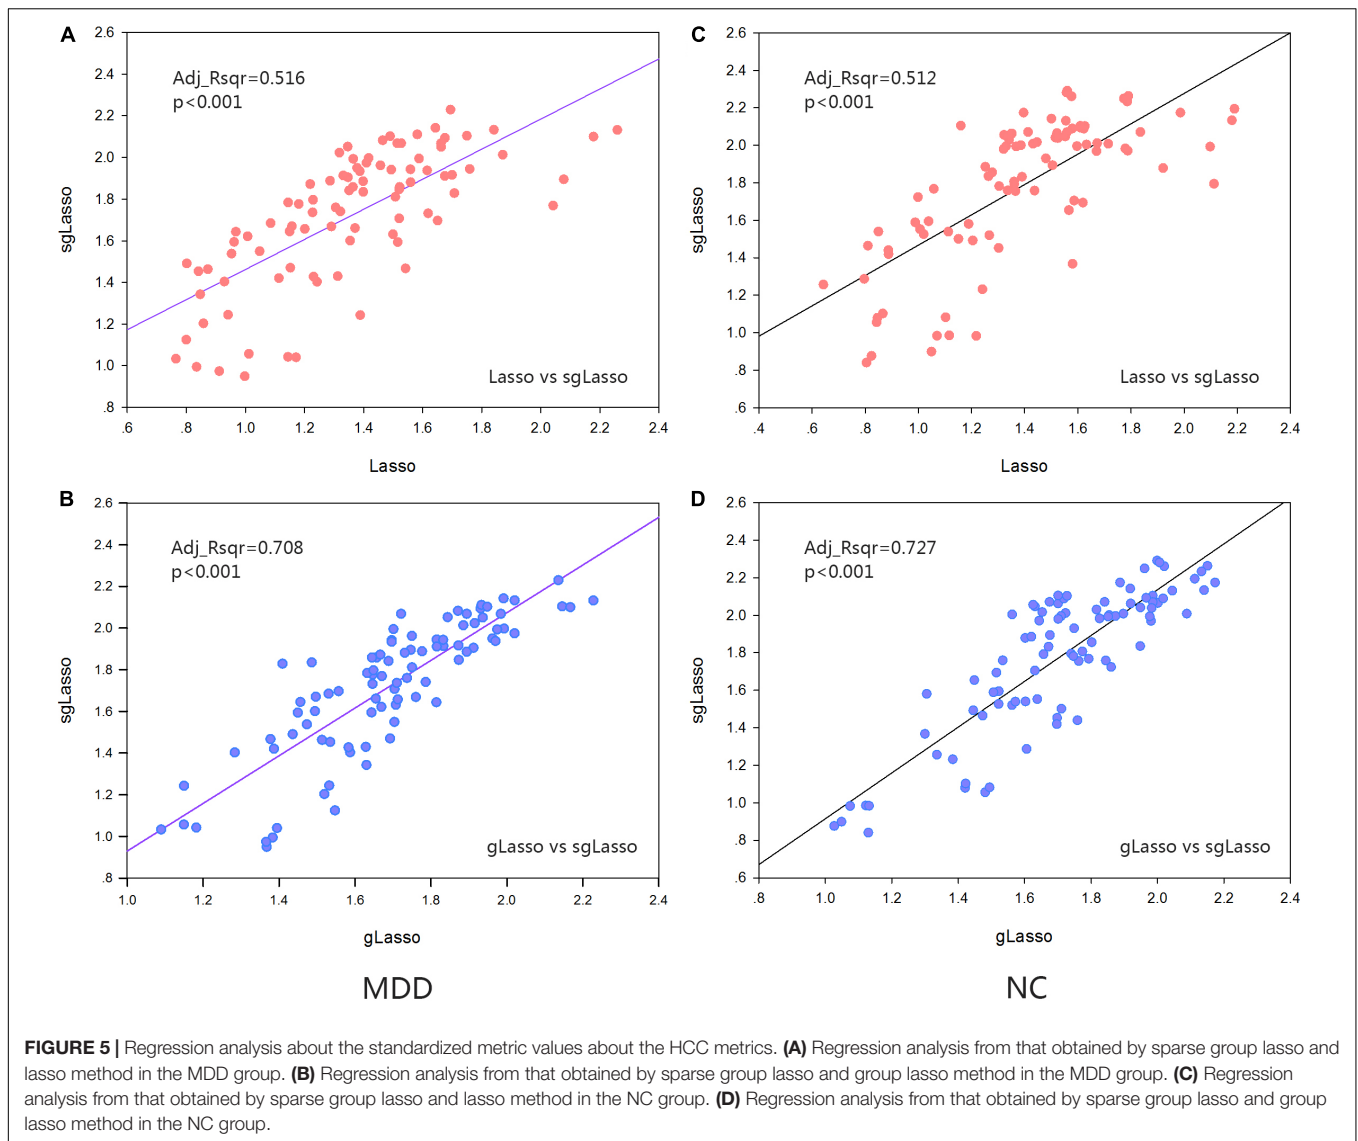 A
2.6
2.4
2.2
2.0
1.8
1.6
1.4
1.2
1.0
.8
sgLasso
Adj_Rsqr=0.516
p<0.001
Lasso vs sgLasso
.6 .8 1.0 1.2 1.4 1.6 1.8 2.0 2.2 2.4
Lasso
C
2.6
2.4
2.2
2.0
1.8
1.6
1.4
1.2
1.0
.8
.6
sgLasso
Adj_Rsqr=0.512
p<0.001
Lasso vs sgLasso
.4 .6 .8 1.0 1.2 1.4 1.6 1.8 2.0 2.2 2.4
Lasso
B
2.6
2.4
2.2
2.0
1.8
1.6
1.4
1.2
1.0
.8
sgLasso
Adj_Rsqr=0.708
p<0.001
gLasso vs sgLasso
1.0 1.2 1.4 1.6 1.8 2.0 2.2 2.4
gLasso
MDD
D
2.6
2.4
2.2
2.0
1.8
1.6
1.4
1.2
1.0
.8
.6
sgLasso
Adj_Rsqr=0.727
p<0.001
gLasso vs sgLasso
.8 1.0 1.2 1.4 1.6 1.8 2.0 2.2 2.4
gLasso
NC
FIGURE 5 | Regression analysis about the standardized metric values about the HCC metrics. (A) Regression analysis from that obtained by sparse group lasso and
lasso method in the MDD group. (B) Regression analysis from that obtained by sparse group lasso and group lasso method in the MDD group. (C) Regression
analysis from that obtained by sparse group lasso and lasso method in the NC group. (D) Regression analysis from that obtained by sparse group lasso and group
lasso method in the NC group.